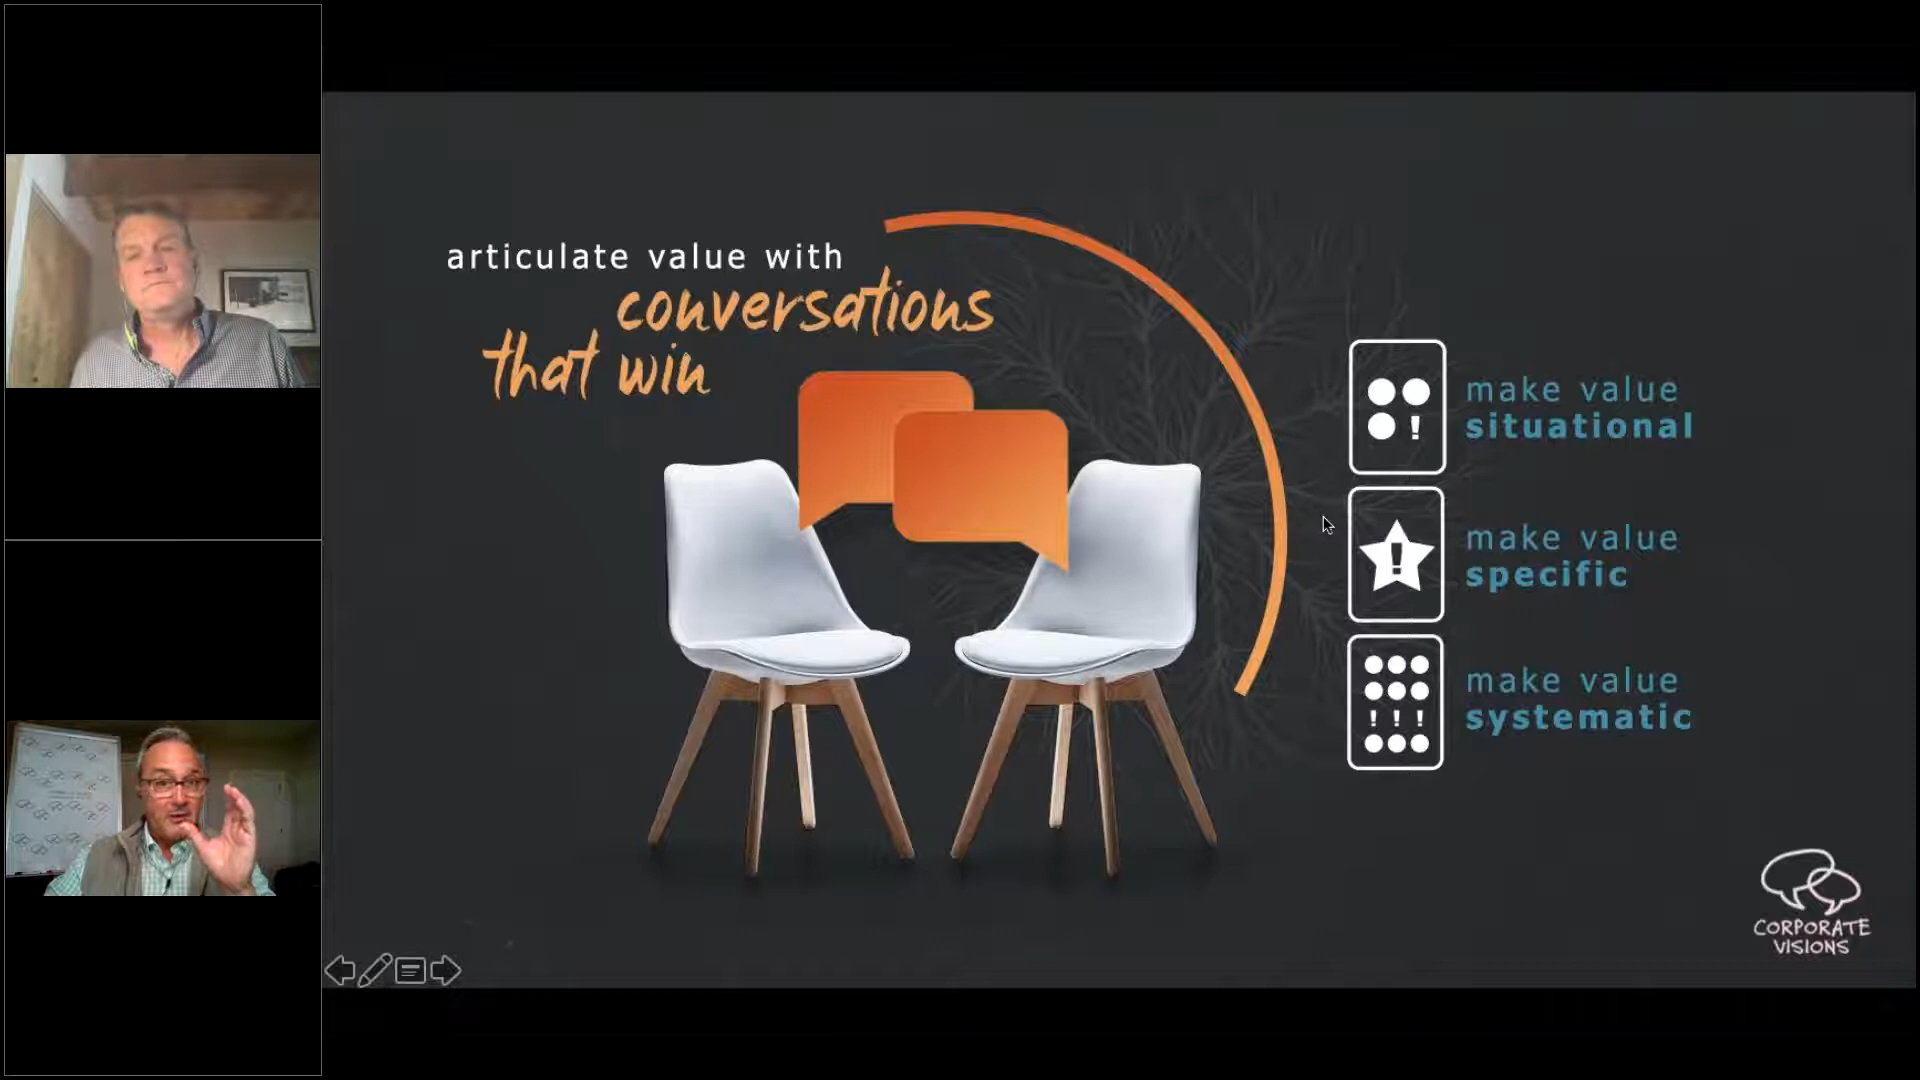 articulate value with
conversations
that win
make value
situational
make value
specific
make value
systematic
CORPORATE
VISIONS